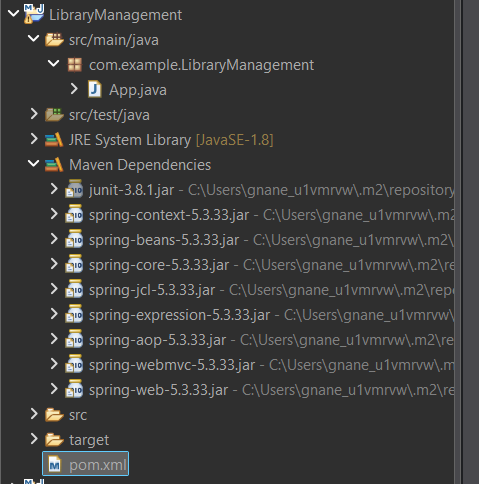 LibraryManagement
src/main/java
com.example.LibraryManagement
App.java
src/test/java
JRE System Library [JavaSE-1.8]
Maven Dependencies
junit-3.8.1.jar - C:\Users\gnane_u1vmrvw\.m2\repository
spring-context-5.3.33.jar - C:\Users\gnane_u1vmrvw\.m2
spring-beans-5.3.33.jar - C:\Users\gnane_u1vmrvw\.m2\r
spring-core-5.3.33.jar - C:\Users\gnane_u1vmrvw\.m2\re
spring-jcl-5.3.33.jar - C:\Users\gnane_u1vmrvw\.m2\repo
spring-expression-5.3.33.jar - C:\Users\gnane_u1vmrvw\
spring-aop-5.3.33.jar - C:\Users\gnane_u1vmrvw\.m2\re
spring-webmvc-5.3.33.jar - C:\Users\gnane_u1vmrvw\.m
spring-web-5.3.33.jar - C:\Users\gnane_u1vmrvw\.m2\re
src
target
pom.xml